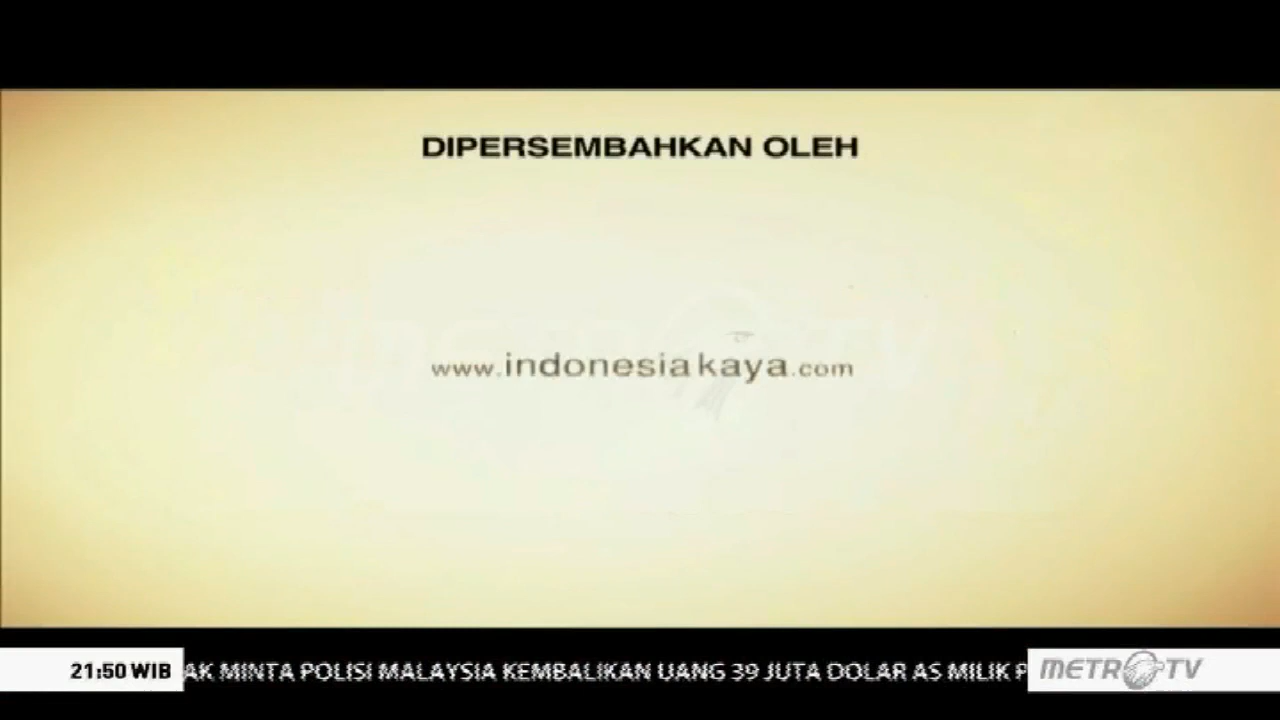 DIPERSEMBAHKAN OLEH
www.indonesiakaya.com
21:50 WIB
AK MINTA POLISI MALAYSIA KEMBALIKAN UANG 39 JUTA DOLAR AS MILIK P
METRO TV